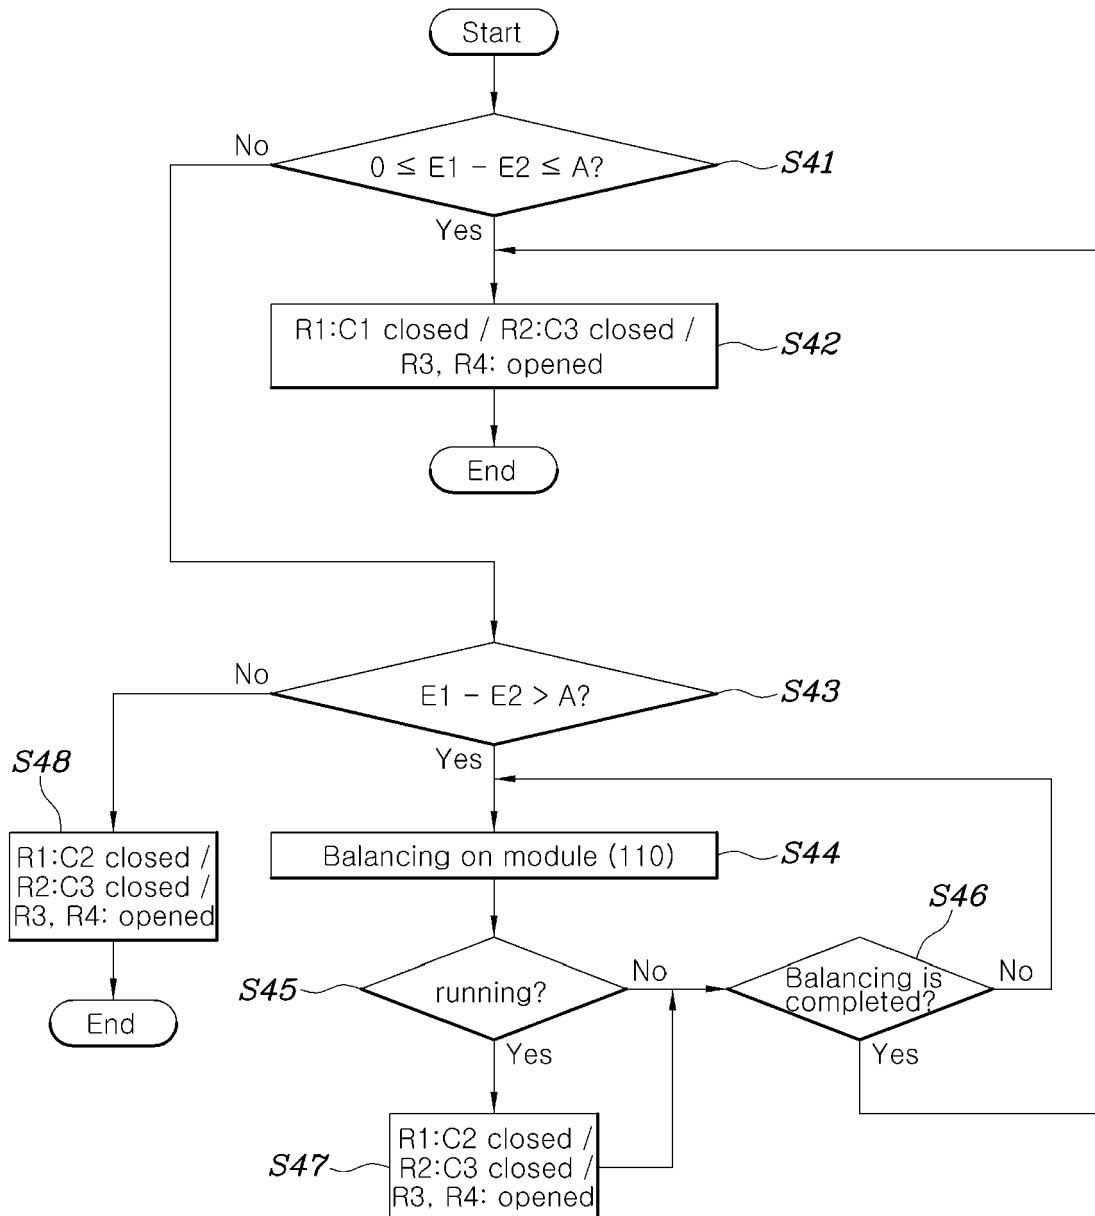 Start
No
0 ≤ E1 − E2 ≤ A?
S41
Yes
R1:C1 closed / R2:C3 closed /
R3, R4: opened
S42
End
No
E1 − E2 > A?
S43
Yes
S48
R1:C2 closed /
R2:C3 closed /
R3, R4: opened
End
Balancing on module (110)
S44
S45
running?
No
Yes
S46
Balancing is
completed?
No
Yes
S47
R1:C2 closed /
R2:C3 closed /
R3, R4: opened